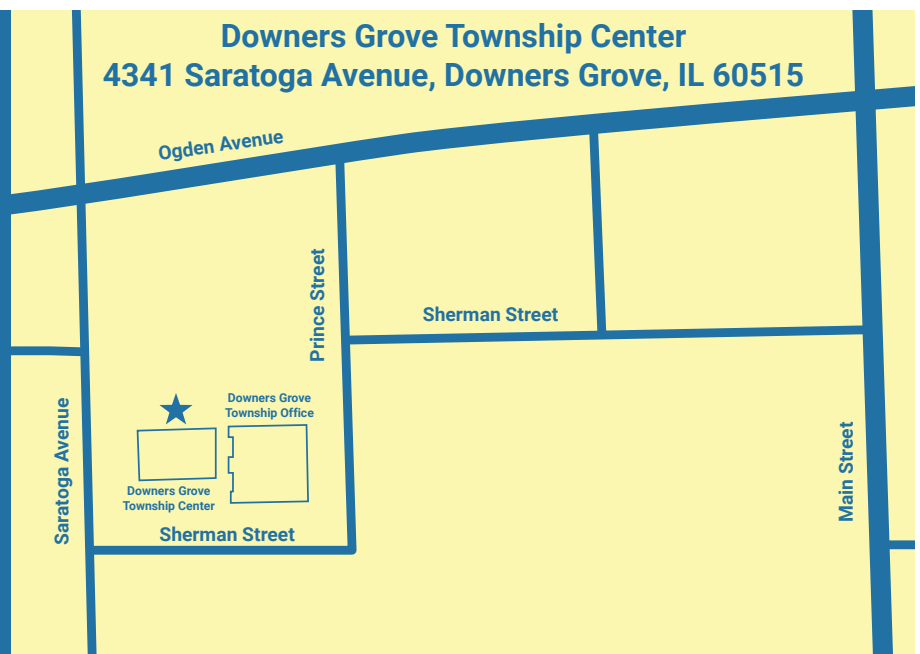 Downers Grove Township Center
4341 Saratoga Avenue, Downers Grove, IL 60515
Ogden Avenue
Prince Street
Sherman Street
Downers Grove
Township Office
Saratoga Avenue
Main Street
Downers Grove
Township Center
Sherman Street